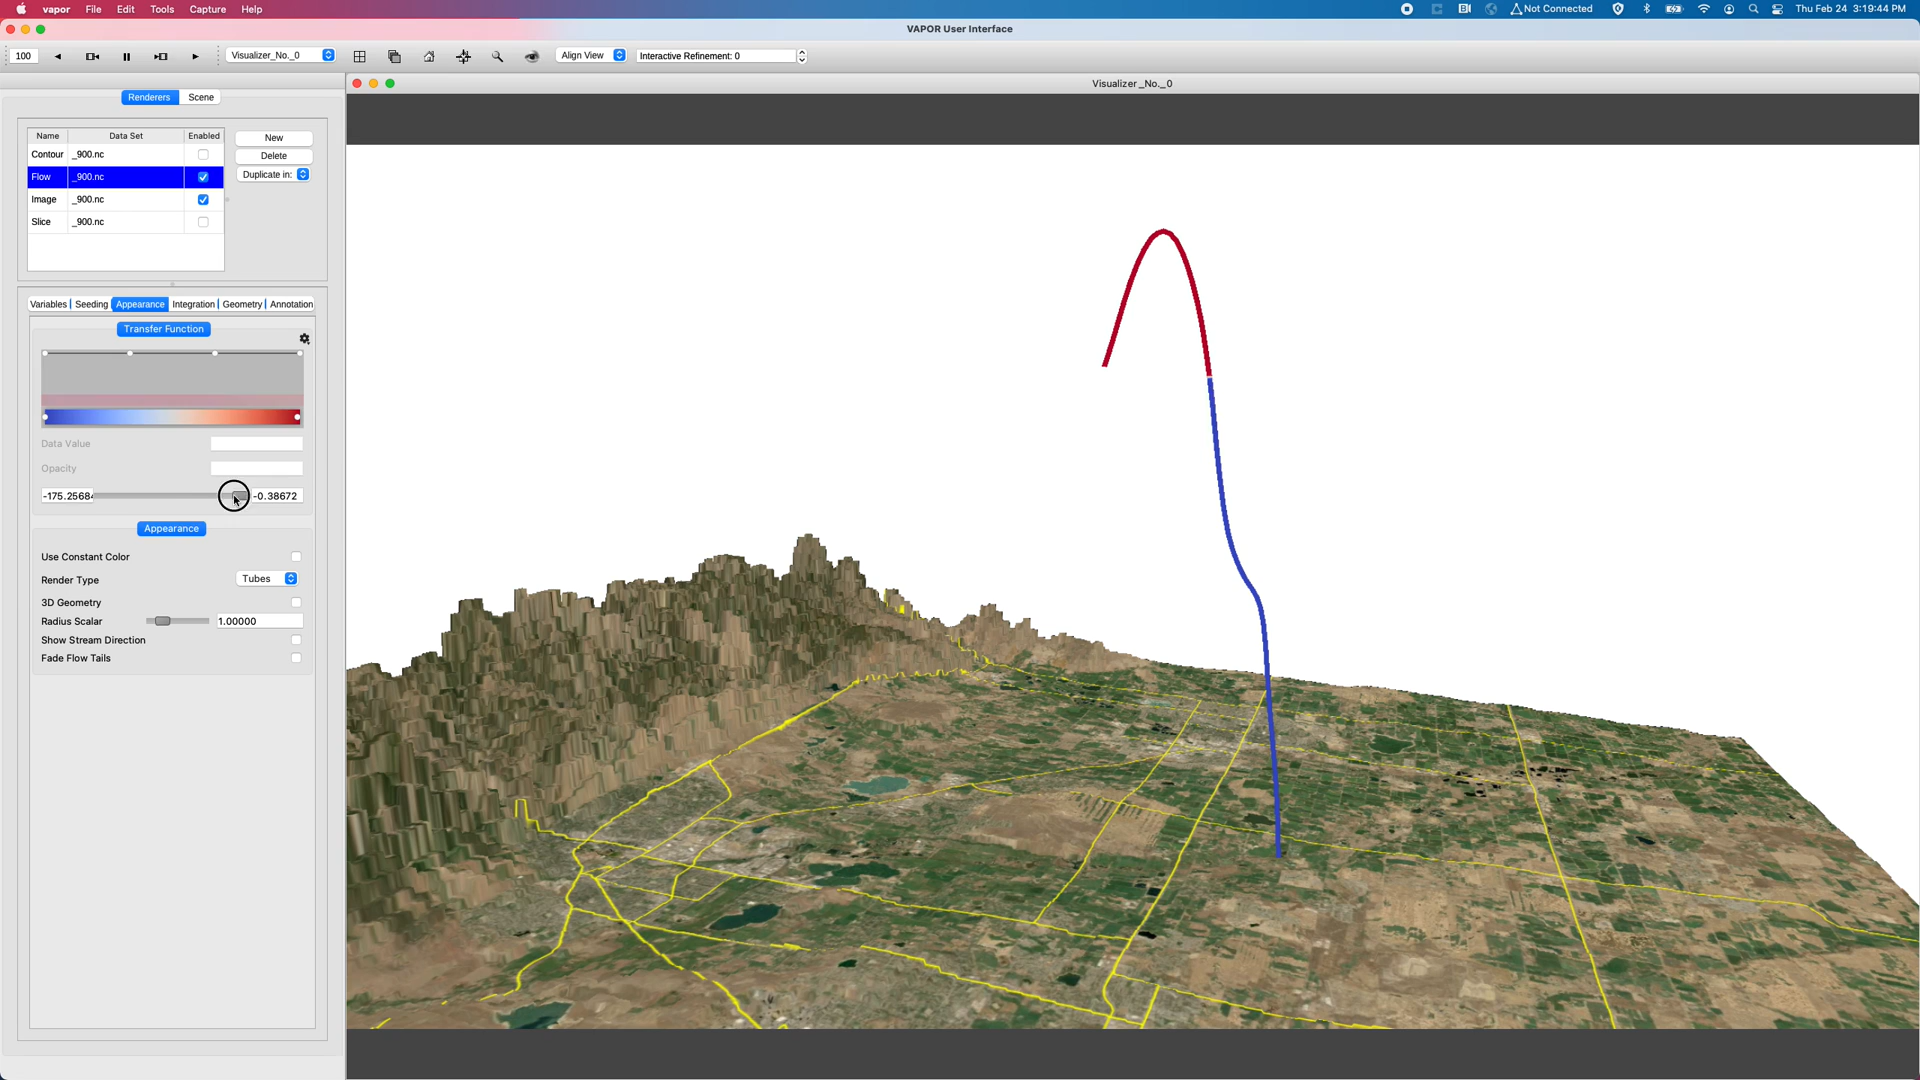 vapor File Edit Tools Capture Help
Not Connected Thu Feb 24 3:19:44 PM
VAPOR User Interface
100 Visualizer_No._0 Align View Interactive Refinement: 0
Visualizer_No._0
Renderers Scene
Name Data Set Enabled
Contour _900.nc
Flow _900.nc
Image _900.nc
Slice _900.nc
New
Delete
Duplicate in:
Variables Seeding Appearance Integration Geometry Annotation
Transfer Function
Data Value
Opacity
-175.25684 -0.38672
Appearance
Use Constant Color
Render Type Tubes
3D Geometry
Radius Scalar 1.00000
Show Stream Direction
Fade Flow Tails